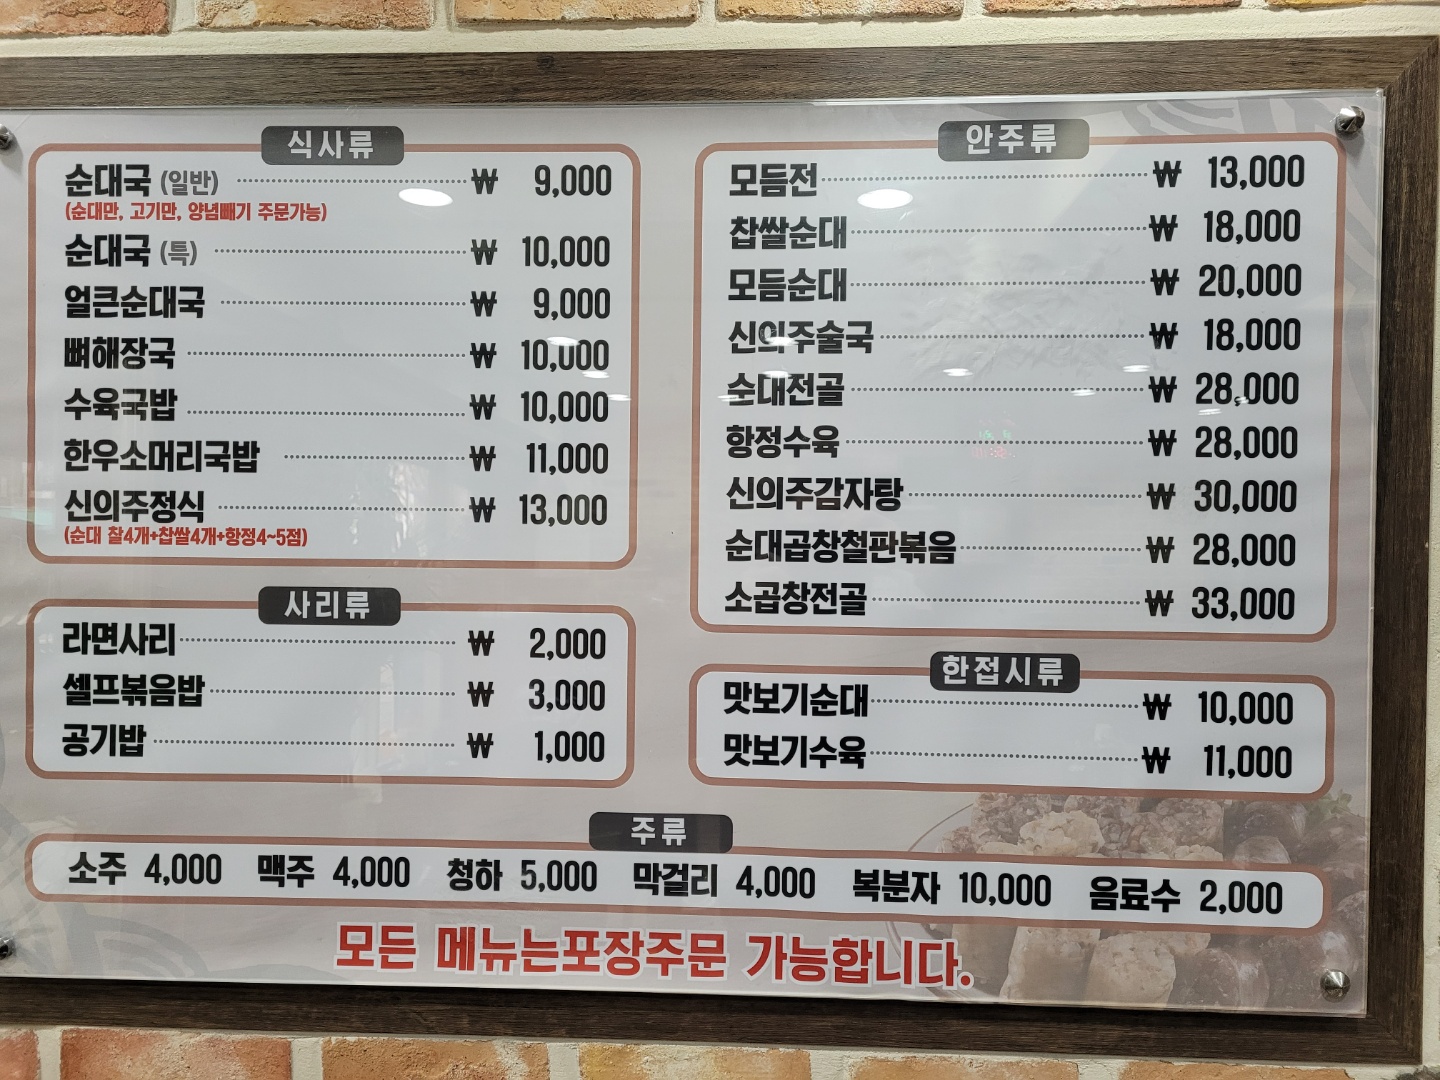 식사류
순대국 (일반) ₩ 9,000
(순대만, 고기만, 양념빼기 주문가능)
순대국 (특) ₩ 10,000
얼큰순대국 ₩ 9,000
뼈해장국 ₩ 10,000
수육국밥 ₩ 10,000
한우소머리국밥 ₩ 11,000
신의주정식 ₩ 13,000
(순대 찰4개+찹쌀4개+항정4~5점)
사리류
라면사리 ₩ 2,000
셀프볶음밥 ₩ 3,000
공기밥 ₩ 1,000
안주류
모듬전 ₩ 13,000
찹쌀순대 ₩ 18,000
모듬순대 ₩ 20,000
신의주술국 ₩ 18,000
순대전골 ₩ 28,000
항정수육 ₩ 28,000
신의주감자탕 ₩ 30,000
순대곱창철판볶음 ₩ 28,000
소곱창전골 ₩ 33,000
한접시류
맛보기순대 ₩ 10,000
맛보기수육 ₩ 11,000
주류
소주 4,000 맥주 4,000 청하 5,000 막걸리 4,000 복분자 10,000 음료수 2,000
모든 메뉴는포장주문 가능합니다.